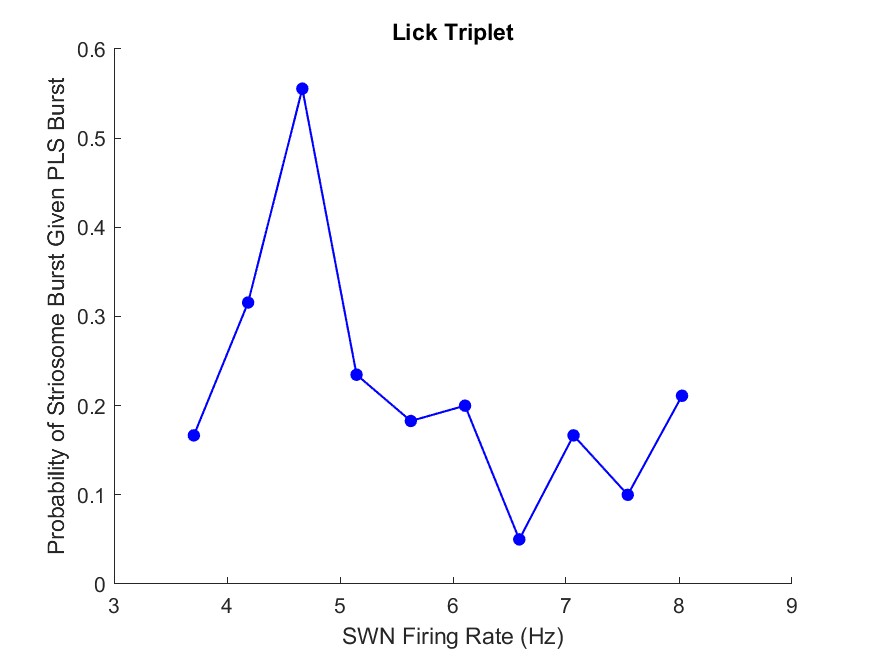 Lick Triplet
Probability of Striosome Burst Given PLS Burst
0.6
0.5
0.4
0.3
0.2
0.1
0
3 4 5 6 7 8 9
SWN Firing Rate (Hz)